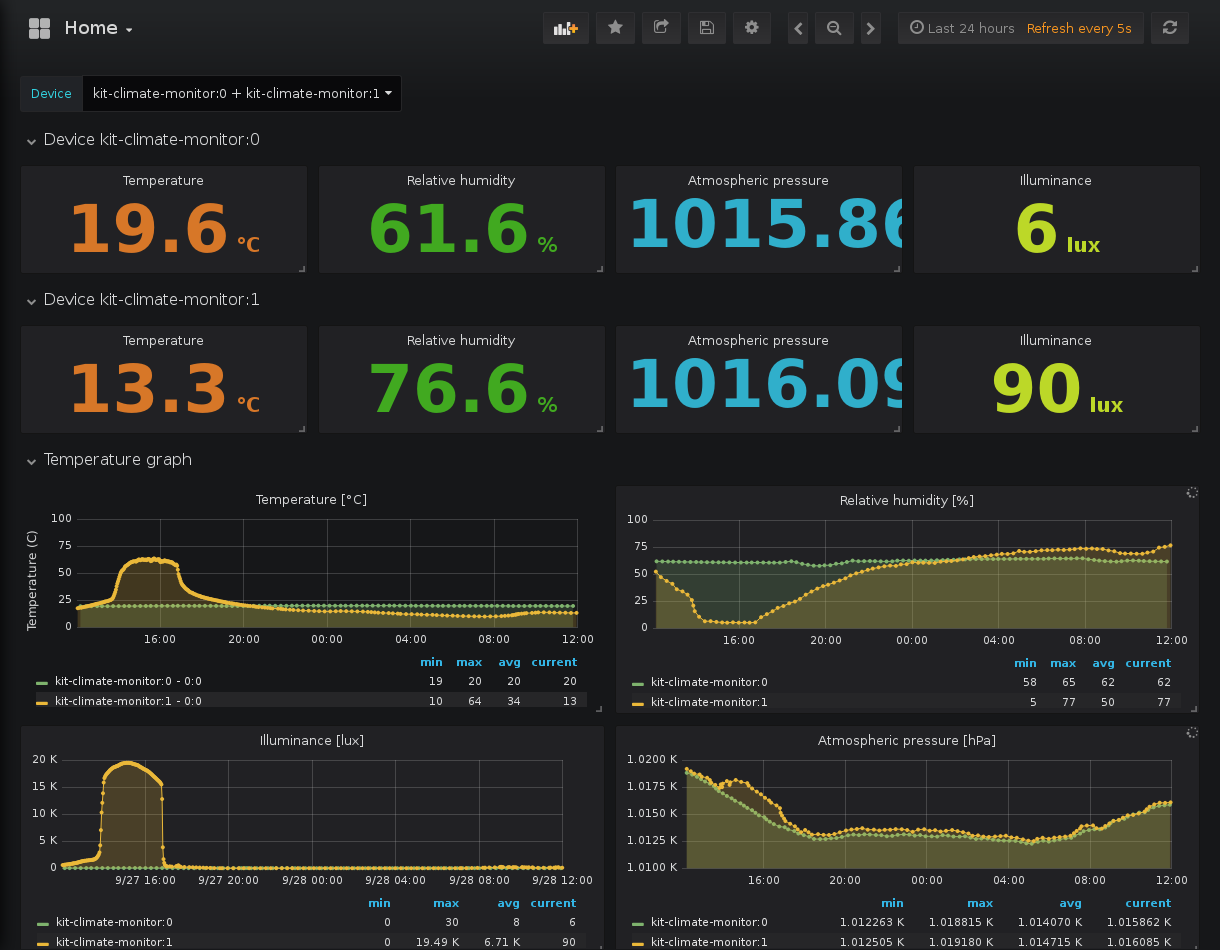 Home
Last 24 hours Refresh every 5s
Device kit-climate-monitor:0 + kit-climate-monitor:1
Device kit-climate-monitor:0
Temperature Relative humidity Atmospheric pressure Illuminance
19.6 °C 61.6 % 1015.86 6 lux
Device kit-climate-monitor:1
Temperature Relative humidity Atmospheric pressure Illuminance
13.3 °C 76.6 % 1016.09 90 lux
Temperature graph
Temperature [°C]
Temperature (C)
100
75
50
25
0
16:00 20:00 00:00 04:00 08:00 12:00
min max avg current
kit-climate-monitor:0 - 0:0 19 20 20 20
kit-climate-monitor:1 - 0:0 10 64 34 13
Relative humidity [%]
100
75
50
25
0
16:00 20:00 00:00 04:00 08:00 12:00
min max avg current
kit-climate-monitor:0 58 65 62 62
kit-climate-monitor:1 5 77 50 77
Illuminance [lux]
20 K
15 K
10 K
5 K
0
9/27 16:00 9/27 20:00 9/28 00:00 9/28 04:00 9/28 08:00 9/28 12:00
min max avg current
kit-climate-monitor:0 0 30 8 6
kit-climate-monitor:1 0 19.49 K 6.71 K 90
Atmospheric pressure [hPa]
1.0200 K
1.0175 K
1.0150 K
1.0125 K
1.0100 K
16:00 20:00 00:00 04:00 08:00 12:00
min max avg current
kit-climate-monitor:0 1.012263 K 1.018815 K 1.014070 K 1.015862 K
kit-climate-monitor:1 1.012505 K 1.019180 K 1.014715 K 1.016085 K